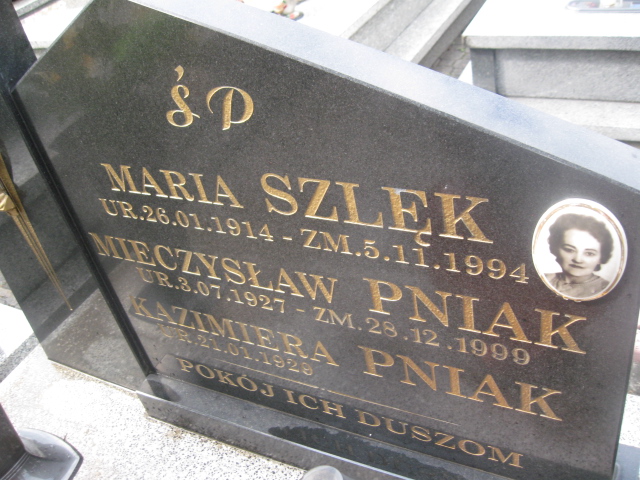 ŚP
MARIA SZLĘK
UR.26.01.1914 - ZM.5.11.1994
MIECZYSŁAW PNIAK
UR.3.07.1927 - ZM.28.12.1999
KAZIMIERA PNIAK
UR.21.01.1929
POKÓJ ICH DUSZOM